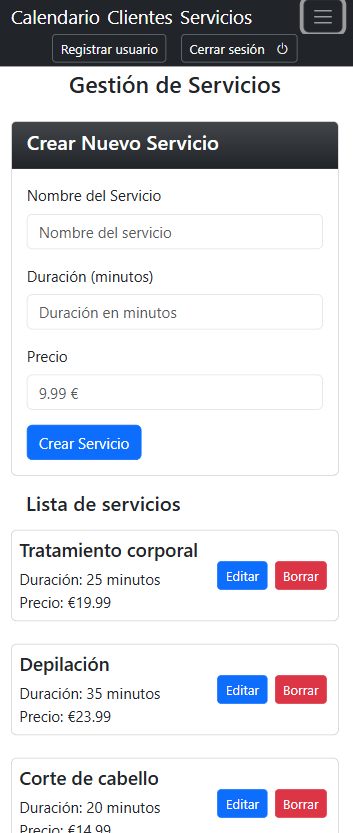 Calendario Clientes Servicios
Registrar usuario Cerrar sesión
Gestión de Servicios
Crear Nuevo Servicio
Nombre del Servicio
Nombre del servicio
Duración (minutos)
Duración en minutos
Precio
9.99 €
Crear Servicio
Lista de servicios
Tratamiento corporal
Duración: 25 minutos
Precio: €19.99
Editar Borrar
Depilación
Duración: 35 minutos
Precio: €23.99
Editar Borrar
Corte de cabello
Duración: 20 minutos
Precio: €14.99
Editar Borrar